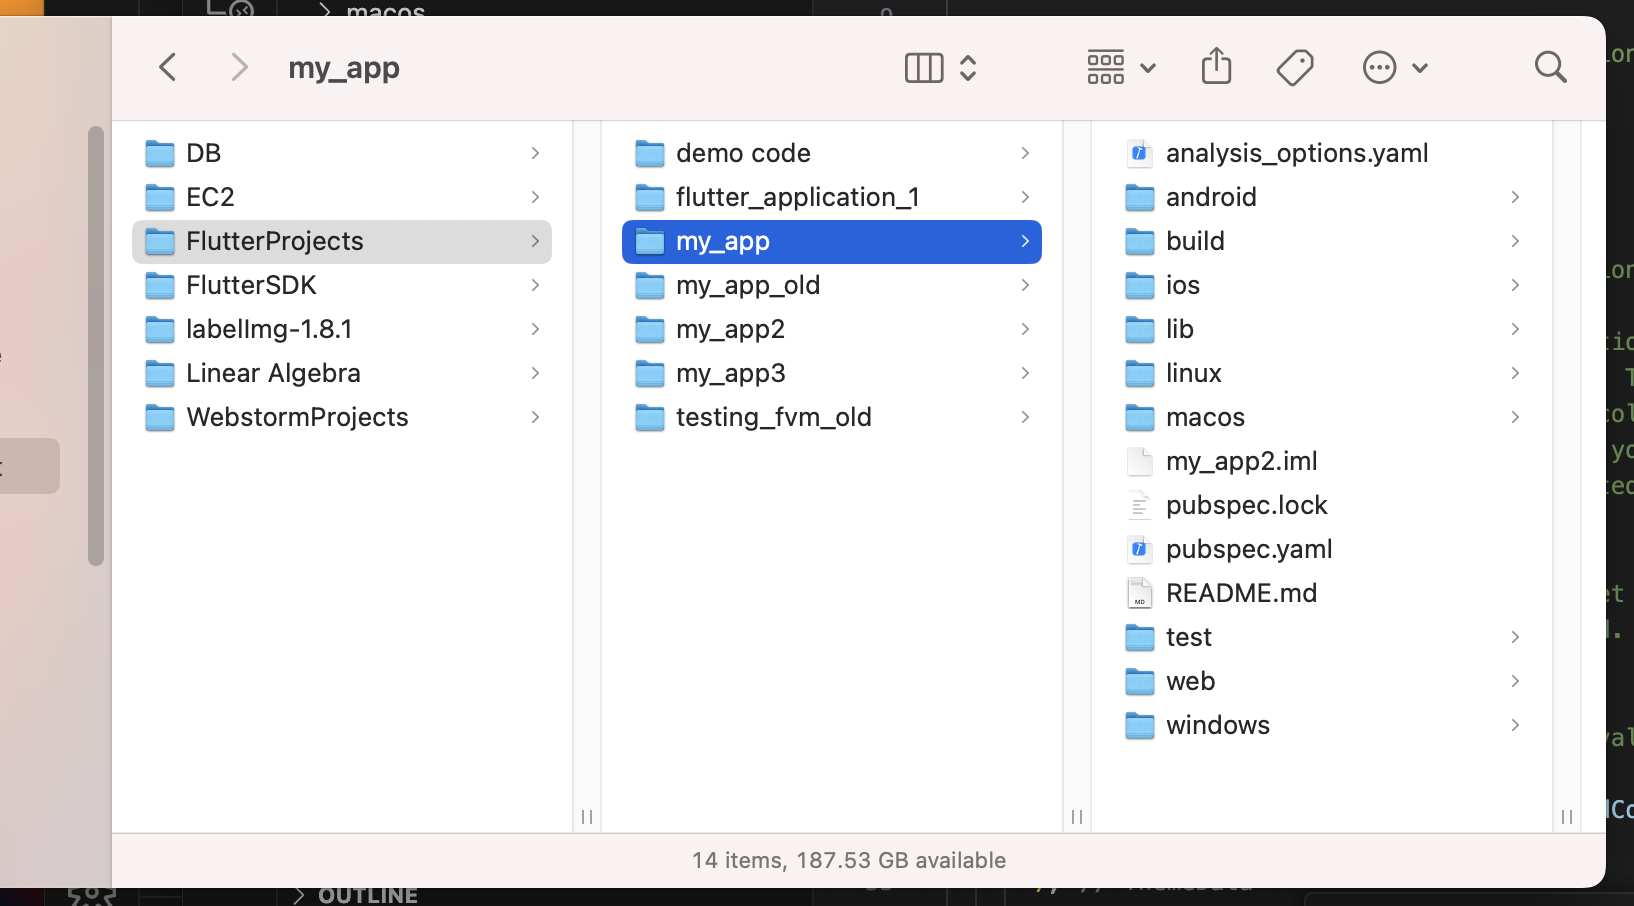 macos
my_app
DB
EC2
FlutterProjects
FlutterSDK
labelImg-1.8.1
Linear Algebra
WebstormProjects
demo code
flutter_application_1
my_app
my_app_old
my_app2
my_app3
testing_fvm_old
analysis_options.yaml
android
build
ios
lib
linux
macos
my_app2.iml
pubspec.lock
pubspec.yaml
MD
README.md
test
web
windows
14 items, 187.53 GB available
OUTLINE